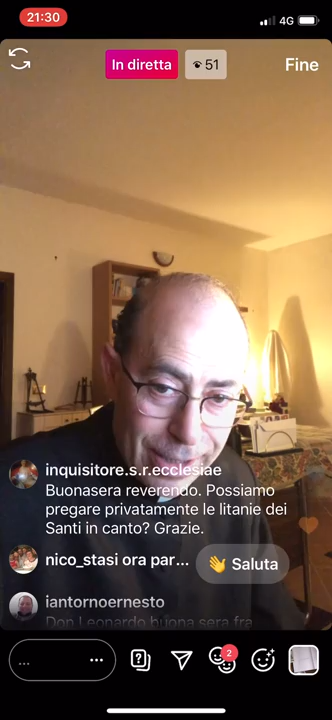 21:30
4G
In diretta
51
Fine
inquisitore.s.r.ecclesiae
Buonasera reverendo. Possiamo
pregare privatamente le litanie dei
Santi in canto? Grazie.
nico_stasi ora par...
👋 Saluta
iantornoernesto
Don Leonardo buona sera fra
...
2